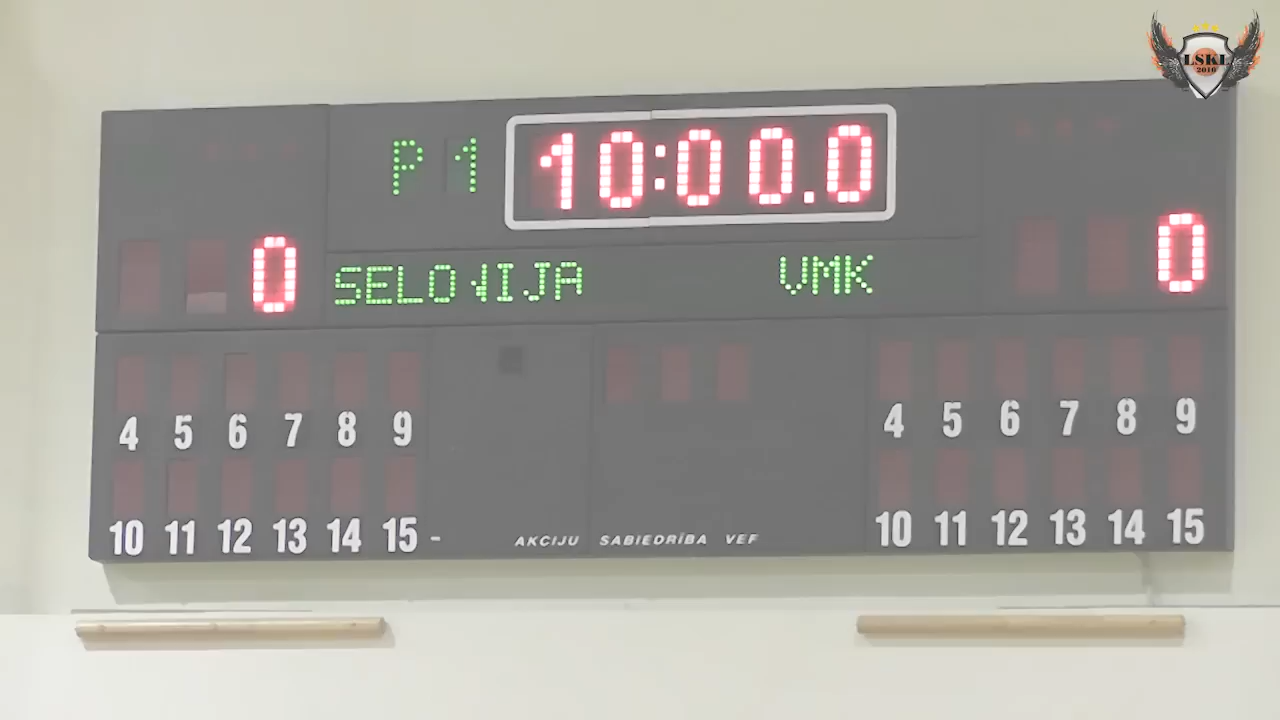 LSKL
2016
P 1 10:00.0
0 SELOVIJA VMK 0
4 5 6 7 8 9 4 5 6 7 8 9
10 11 12 13 14 15 - AKCIJU SABIEDRĪBA VEF 10 11 12 13 14 15